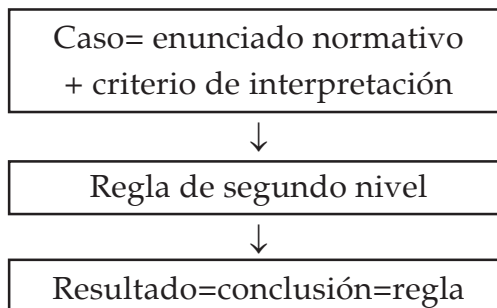 Caso= enunciado normativo
+ criterio de interpretación
↓
Regla de segundo nivel
↓
Resultado=conclusión=regla